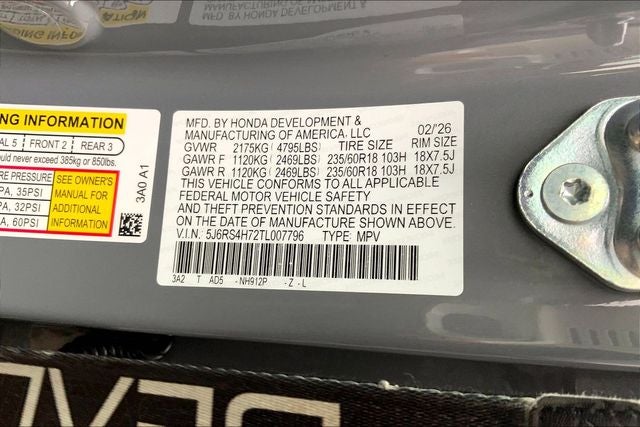 NG INFORMATION
AL 5 FRONT 2 REAR 3
ould never exceed 385kg or 850lbs.
RE PRESSURE
PA, 35PSI
PA, 32PSI
A, 60PSI
SEE OWNER'S
MANUAL FOR
ADDITIONAL
INFORMATION
3A0 A1
MFD. BY HONDA DEVELOPMENT &
MANUFACTURING OF AMERICA, LLC 02/'26
GVWR 2175KG (4795LBS) TIRE SIZE RIM SIZE
GAWR F 1120KG (2469LBS) 235/60R18 103H 18X7.5J
GAWR R 1120KG (2469LBS) 235/60R18 103H 18X7.5J
THIS VEHICLE CONFORMS TO ALL APPLICABLE
FEDERAL MOTOR VEHICLE SAFETY
AND THEFT PREVENTION STANDARDS IN EFFECT
ON THE DATE OF MANUFACTURE SHOWN ABOVE.
V.I.N. 5J6RS4H72TL007796 TYPE: MPV
3A2 T AD5 -NH912P -Z -L